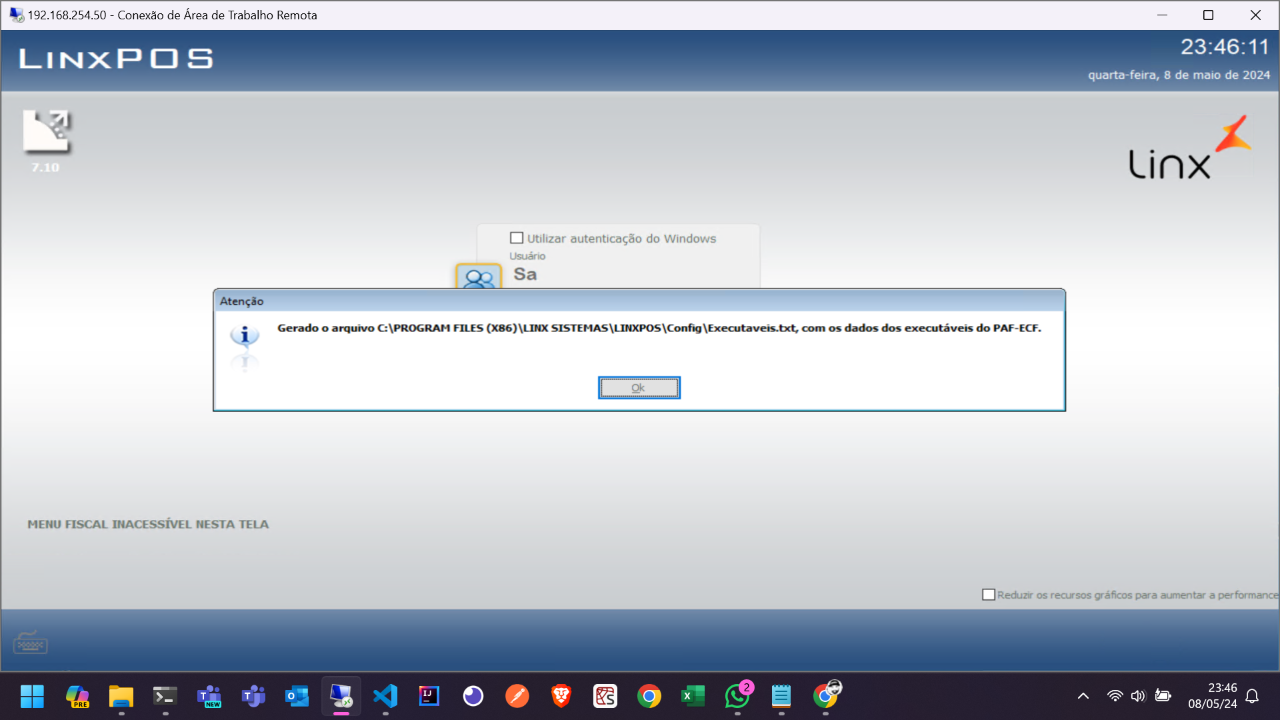 192.168.254.50 - Conexão de Área de Trabalho Remota
LINXPOS
23:46:11
quarta-feira, 8 de maio de 2024
7.10
Linx
Utilizar autenticação do Windows
Usuário
Sa
Atenção
Gerado o arquivo C:\PROGRAM FILES (X86)\LINX SISTEMAS\LINXPOS\Config\Executaveis.txt, com os dados dos executáveis do PAF-ECF.
Ok
MENU FISCAL INACESSÍVEL NESTA TELA
Reduzir os recursos gráficos para aumentar a performance
PRE
NEW
2
23:46
08/05/24